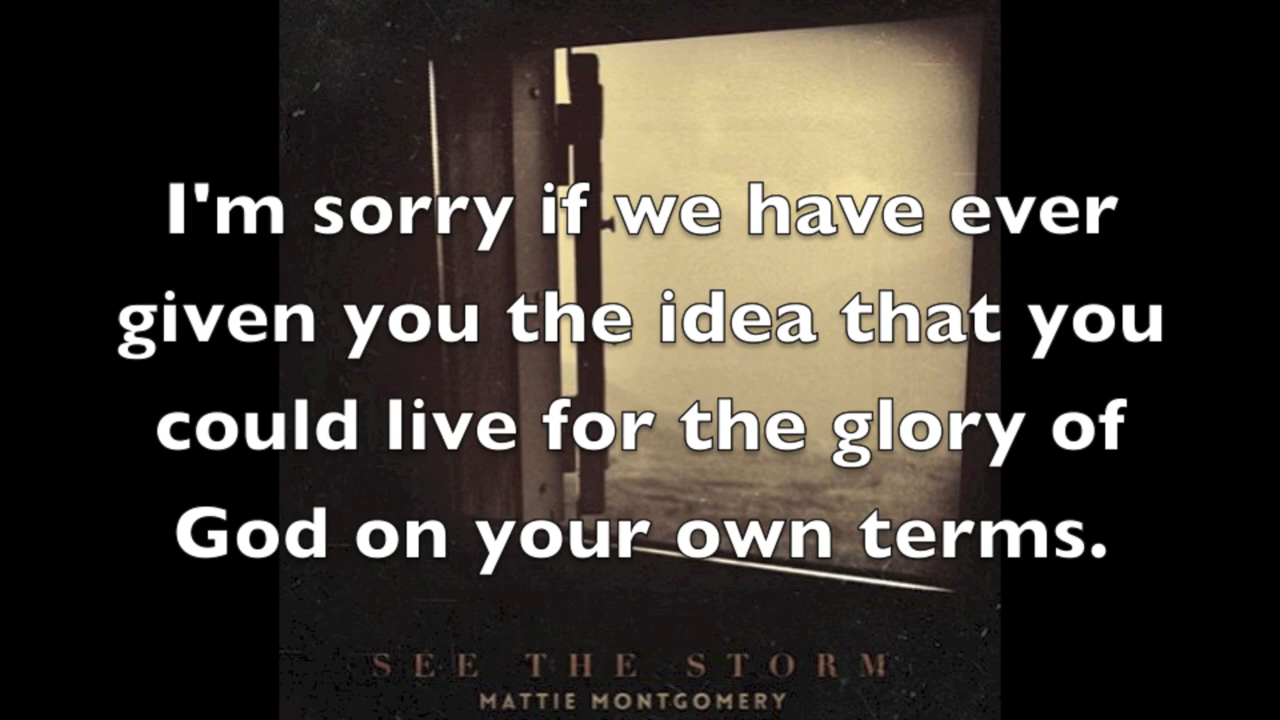 I'm sorry if we have ever
given you the idea that you
could live for the glory of
God on your own terms.
SEE THE STORM
MATTIE MONTGOMERY